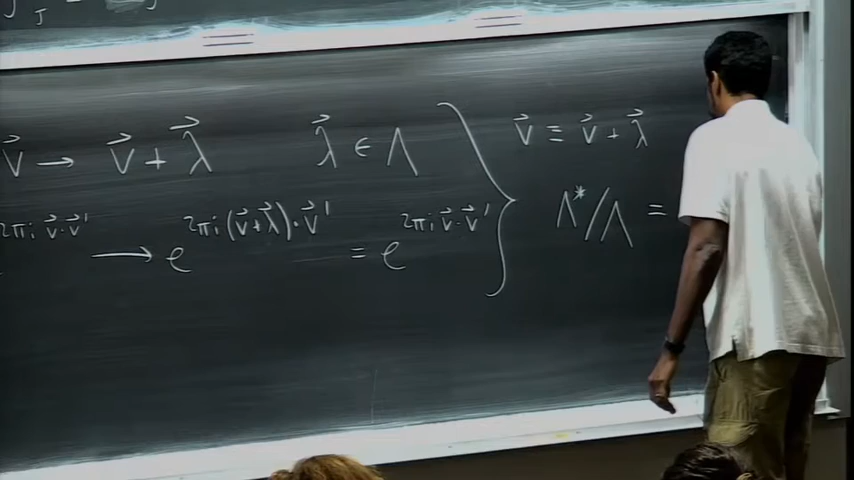 J J
v⃗ → v⃗ + λ⃗ λ⃗ ∈ Λ } v⃗ = v⃗ + λ⃗
2πi v⃗·v⃗' → e^{2πi(v⃗+λ⃗)·v⃗'} = e^{2πi v⃗·v⃗'} Λ*/Λ =